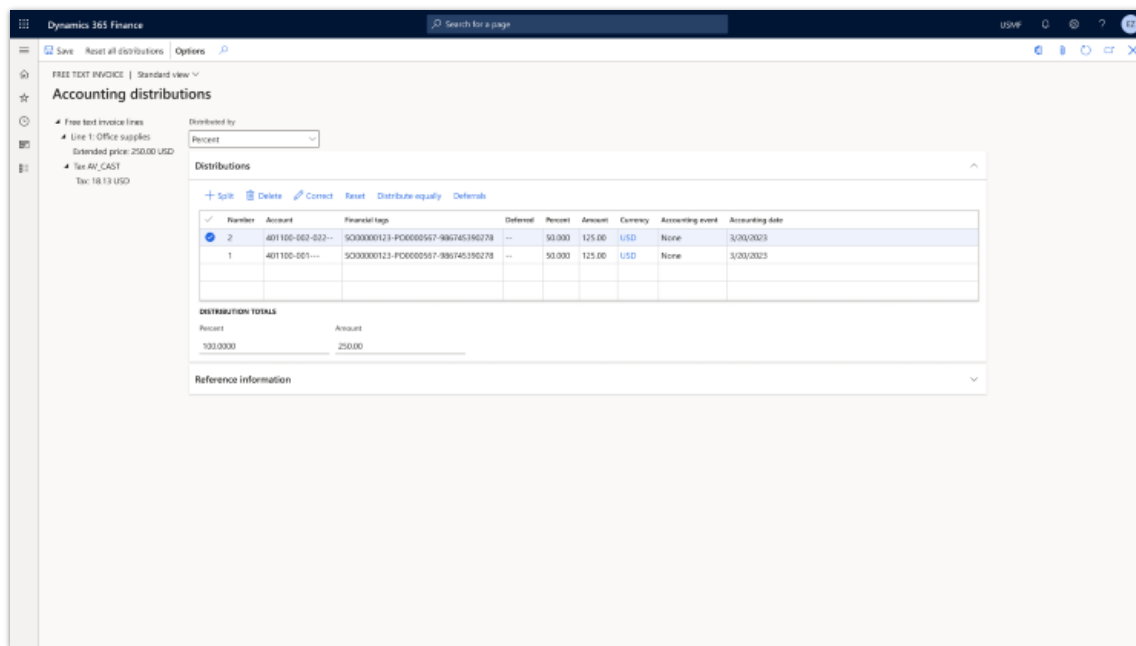 Dynamics 365 Finance
Search for a page
USMF
?
EZ
Save Reset all distributions Options
FREE TEXT INVOICE | Standard view
Accounting distributions
Free text invoice lines
Line 1: Office supplies
Extended price: 250.00 USD
Tax AV_CAST
Tax: 18.13 USD
Distributed by
Percent
Distributions
Split Delete Correct Reset Distribute equally Deferrals
Number Account Financial tags Deferred Percent Amount Currency Accounting event Accounting date
2 401100-002-022-- SO00000123-PO0000567-986745390278 -- 50.000 125.00 USD None 3/20/2023
1 401100-001--- SO00000123-PO0000567-986745390278 -- 50.000 125.00 USD None 3/20/2023
DISTRIBUTION TOTALS
Percent Amount
100.0000 250.00
Reference information